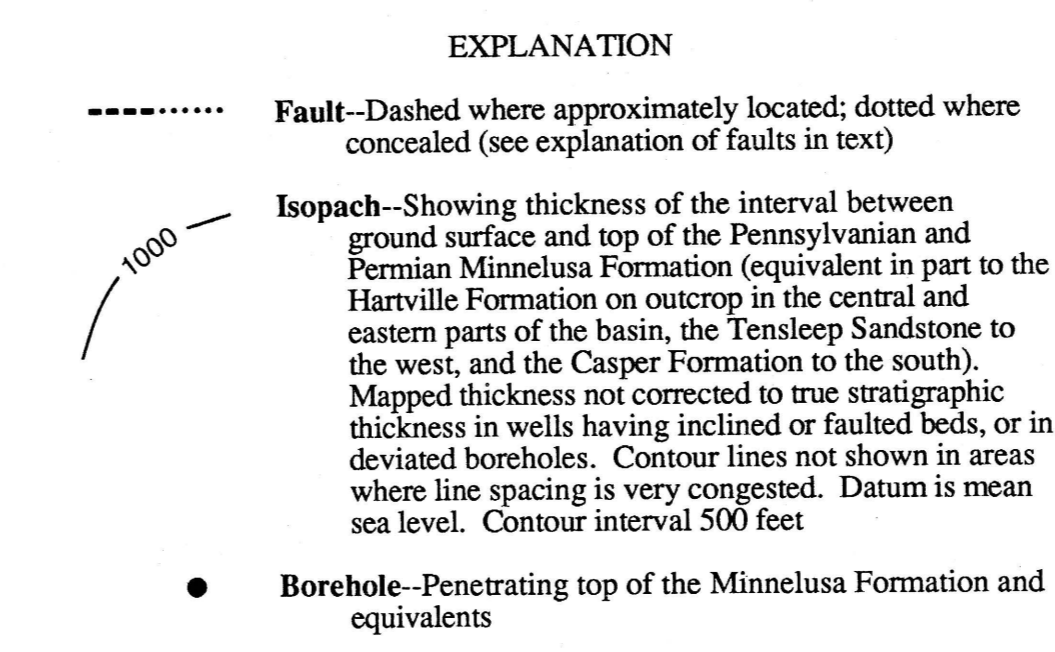 EXPLANATION
Fault--Dashed where approximately located; dotted where
concealed (see explanation of faults in text)
Isopach--Showing thickness of the interval between
ground surface and top of the Pennsylvanian and
Permian Minnelusa Formation (equivalent in part to the
Hartville Formation on outcrop in the central and
eastern parts of the basin, the Tensleep Sandstone to
the west, and the Casper Formation to the south).
Mapped thickness not corrected to true stratigraphic
thickness in wells having inclined or faulted beds, or in
deviated boreholes. Contour lines not shown in areas
where line spacing is very congested. Datum is mean
sea level. Contour interval 500 feet
1000
Borehole--Penetrating top of the Minnelusa Formation and
equivalents